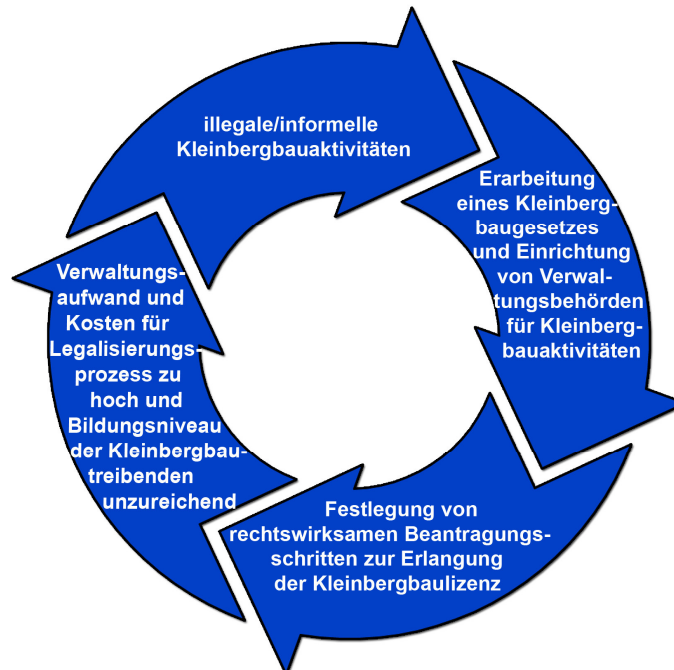 illegale/informelle
Kleinbergbauaktivitäten
Erarbeitung
eines Kleinberg-
baugesetzes
und Einrichtung
von Verwal-
tungsbehörden
für Kleinberg-
bauaktivitäten
Festlegung von
rechtswirksamen Beantragungs-
schritten zur Erlangung
der Kleinbergbaulizenz
Verwaltungs-
aufwand und
Kosten für
Legalisierungs-
prozess zu
hoch und
Bildungsniveau
der Kleinbergbau-
treibenden
unzureichend